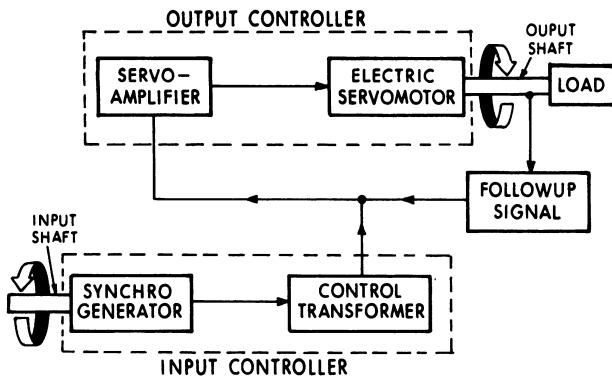 OUTPUT CONTROLLER
SERVO-
AMPLIFIER
ELECTRIC
SERVOMOTOR
OUPUT
SHAFT
LOAD
FOLLOWUP
SIGNAL
INPUT
SHAFT
SYNCHRO
GENERATOR
CONTROL
TRANSFORMER
INPUT CONTROLLER